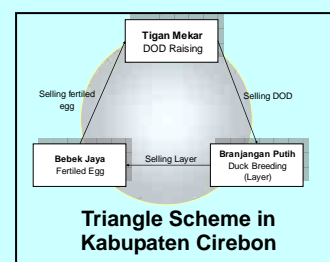 Tigan Mekar
DOD Raising
Selling fertiled
egg
Selling DOD
Bebek Jaya
Fertiled Egg
Selling Layer
Branjangan Putih
Duck Breeding
(Layer)
Triangle Scheme in
Kabupaten Cirebon